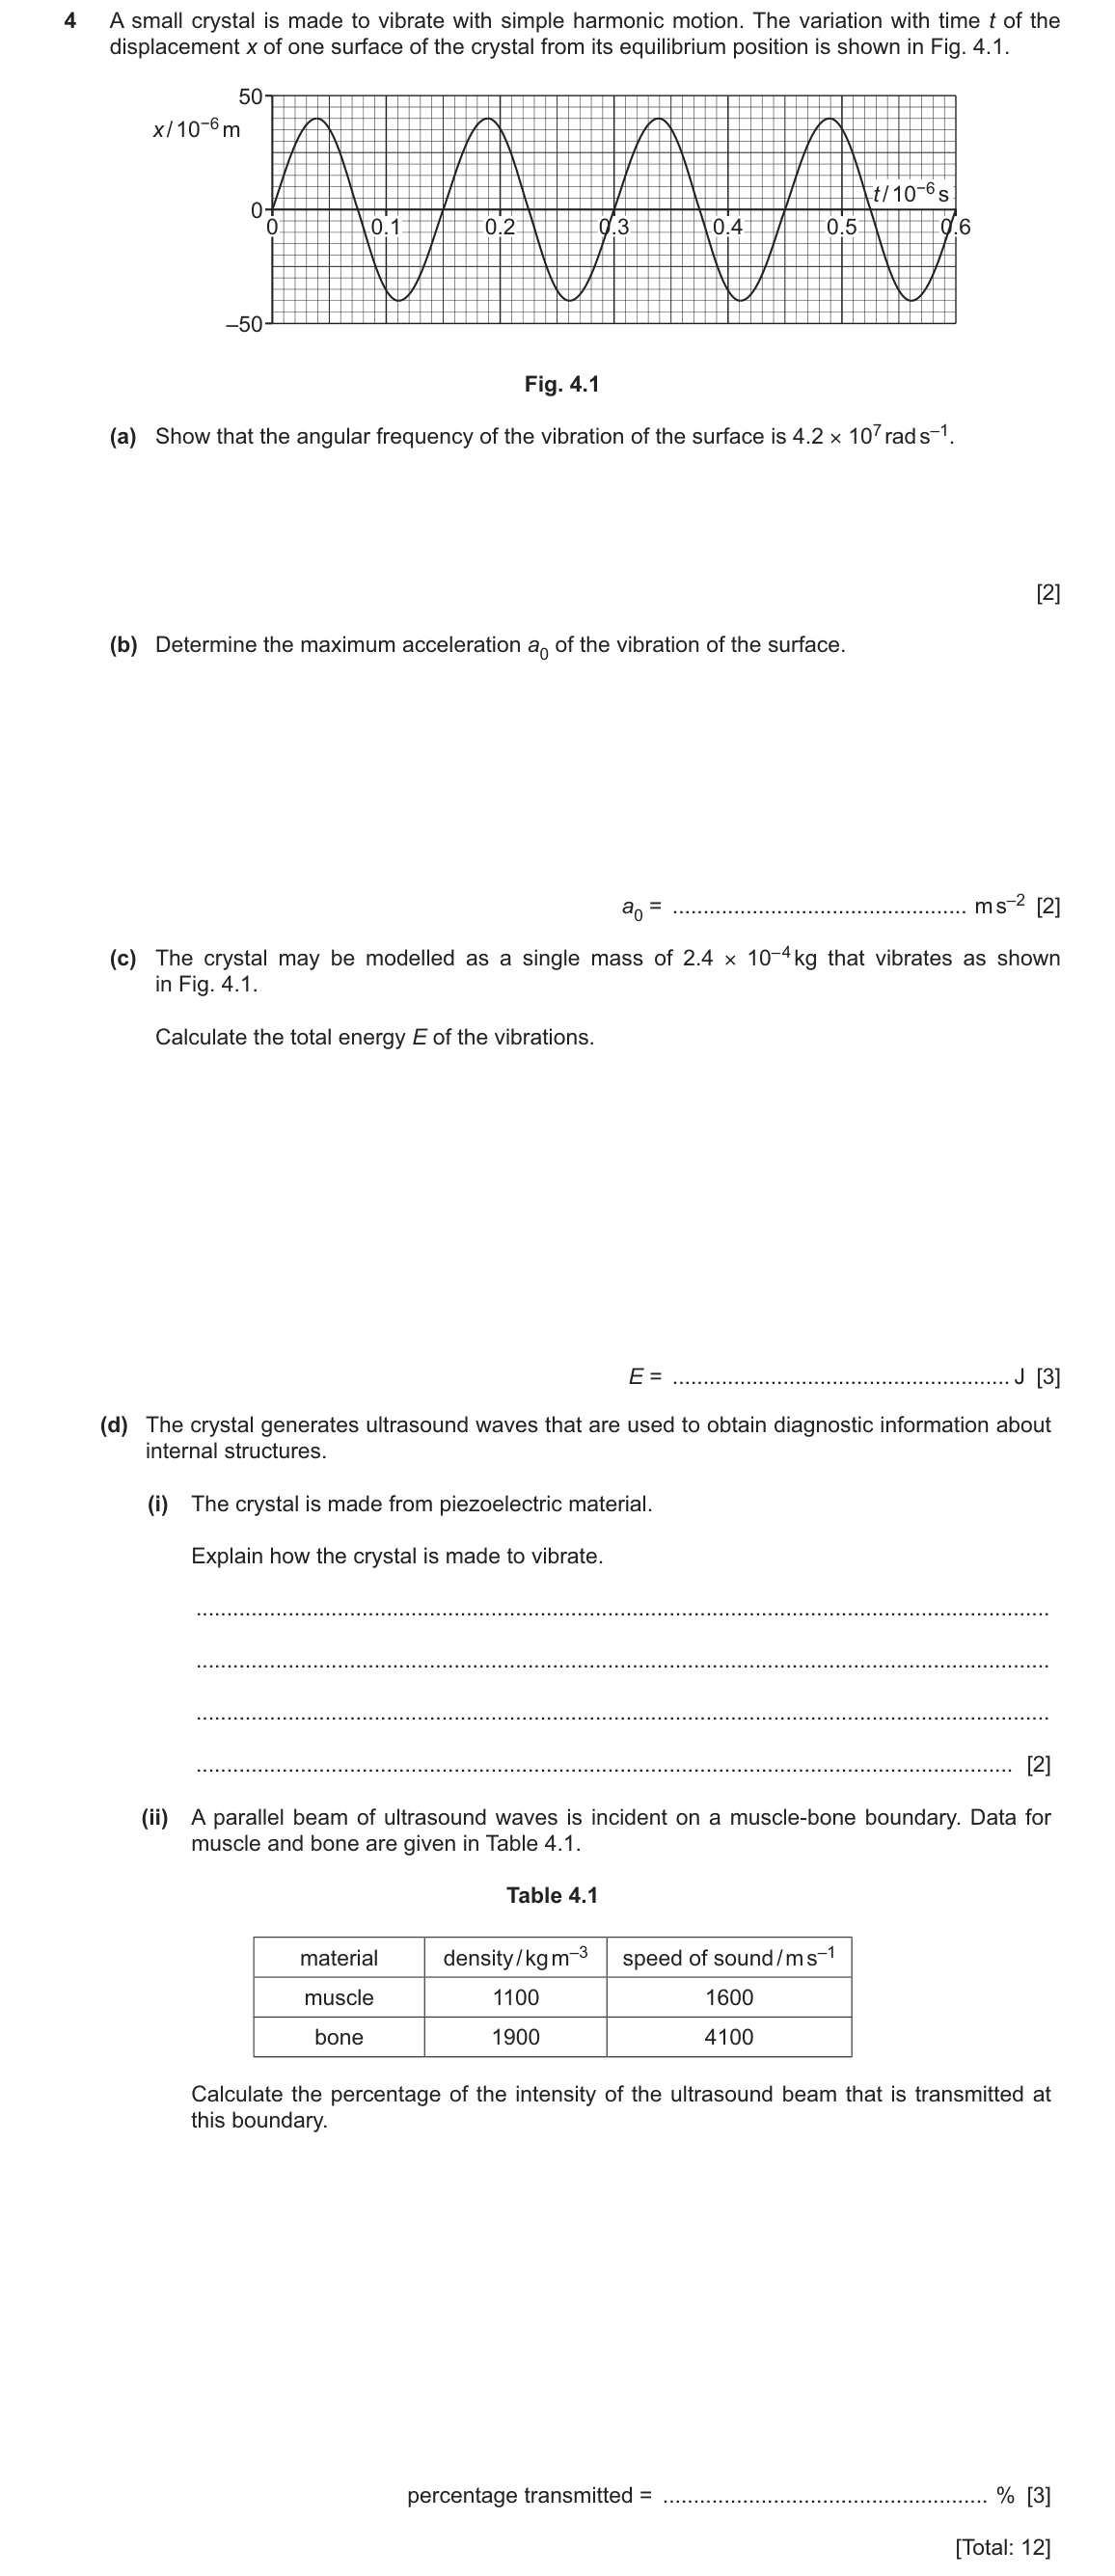 4 A small crystal is made to vibrate with simple harmonic motion. The variation with time t of the
displacement x of one surface of the crystal from its equilibrium position is shown in Fig. 4.1.
50
x/10⁻⁶m
t/10⁻⁶s
0
0 0.1 0.2 0.3 0.4 0.5 0.6
–50
Fig. 4.1
(a) Show that the angular frequency of the vibration of the surface is 4.2 × 10⁷rad s⁻¹.
[2]
(b) Determine the maximum acceleration a₀ of the vibration of the surface.
a₀ = ................................................ m s⁻² [2]
(c) The crystal may be modelled as a single mass of 2.4 × 10⁻⁴kg that vibrates as shown
in Fig. 4.1.
Calculate the total energy E of the vibrations.
E = ....................................................... J [3]
(d) The crystal generates ultrasound waves that are used to obtain diagnostic information about
internal structures.
(i) The crystal is made from piezoelectric material.
Explain how the crystal is made to vibrate.
............................................................................................................................................
............................................................................................................................................
............................................................................................................................................
...................................................................................................................................... [2]
(ii) A parallel beam of ultrasound waves is incident on a muscle-bone boundary. Data for
muscle and bone are given in Table 4.1.
Table 4.1
material density/kg m⁻³ speed of sound/m s⁻¹
muscle 1100 1600
bone 1900 4100
Calculate the percentage of the intensity of the ultrasound beam that is transmitted at
this boundary.
percentage transmitted = ..................................................... % [3]
[Total: 12]